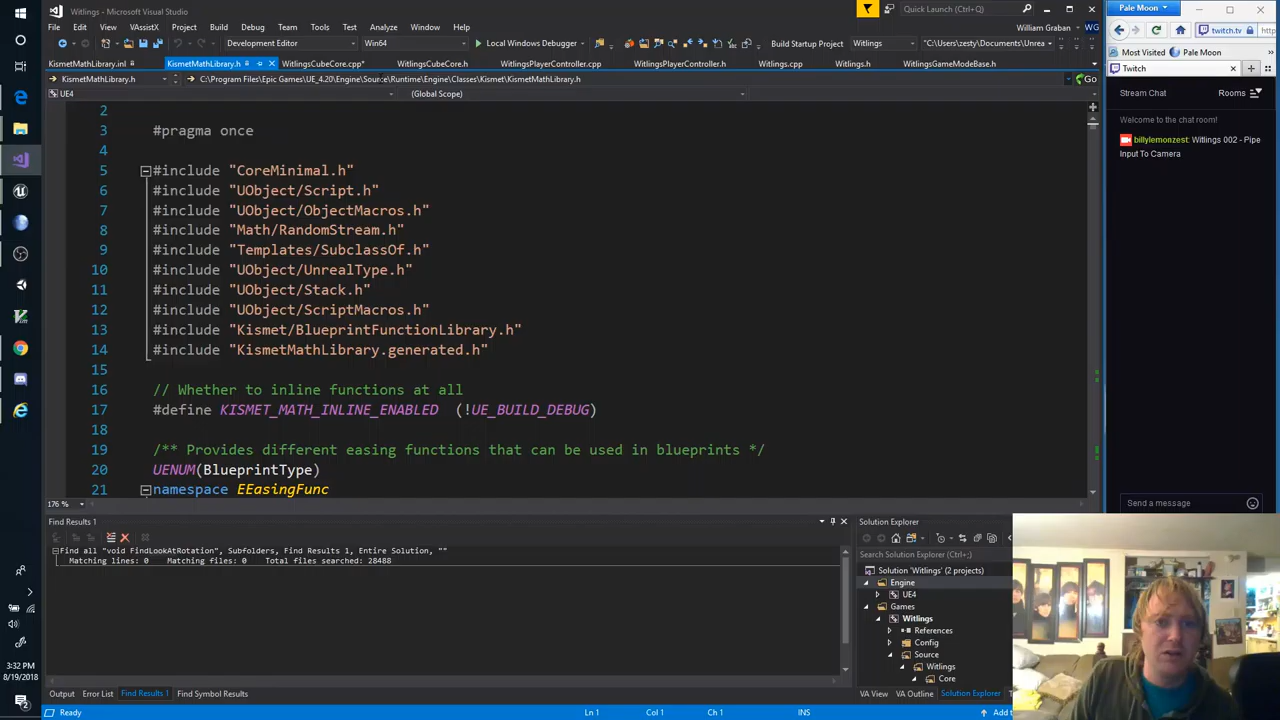 Witlings - Microsoft Visual Studio
Quick Launch (Ctrl+Q)
File Edit View VAssistX Project Build Debug Team Tools Test Analyze Window Help
William Graban
Development Editor Win64 Local Windows Debugger Build Startup Project Witlings "C:\Users\zesty\Documents\Unrea
KismetMathLibrary.inl KismetMathLibrary.h WitlingsCubeCore.cpp* WitlingsCubeCore.h* WitlingsPlayerController.cpp WitlingsPlayerController.h* Witlings.cpp Witlings.h WitlingsGameModeBase.h
KismetMathLibrary.h C:\Program Files\Epic Games\UE_4.20\Engine\Source\Runtime\Engine\Classes\Kismet\KismetMathLibrary.h Go
UE4 (Global Scope)
2
3 #pragma once
4
5 #include "CoreMinimal.h"
6 #include "UObject/Script.h"
7 #include "UObject/ObjectMacros.h"
8 #include "Math/RandomStream.h"
9 #include "Templates/SubclassOf.h"
10 #include "UObject/UnrealType.h"
11 #include "UObject/Stack.h"
12 #include "UObject/ScriptMacros.h"
13 #include "Kismet/BlueprintFunctionLibrary.h"
14 #include "KismetMathLibrary.generated.h"
15
16 // Whether to inline functions at all
17 #define KISMET_MATH_INLINE_ENABLED (!UE_BUILD_DEBUG)
18
19 /** Provides different easing functions that can be used in blueprints */
20 UENUM(BlueprintType)
21 namespace EEasingFunc
176 %
Find Results 1
Find all "void FindLookAtRotation", Subfolders, Find Results 1, Entire Solution, ""
Matching lines: 0 Matching files: 0 Total files searched: 28488
Output Error List Find Results 1 Find Symbol Results
Ready Ln 1 Col 1 Ch 1 INS Add t
Solution Explorer
Search Solution Explorer (Ctrl+;)
Solution 'Witlings' (2 projects)
Engine
UE4
Games
Witlings
References
Config
Source
Witlings
Core
VA View VA Outline Solution Explorer
Pale Moon
twitch.tv
Most Visited Pale Moon
Twitch
Stream Chat Rooms
Welcome to the chat room!
billylemonzest: Witlings 002 - Pipe
Input To Camera
Send a message
3:32 PM
8/19/2018
2